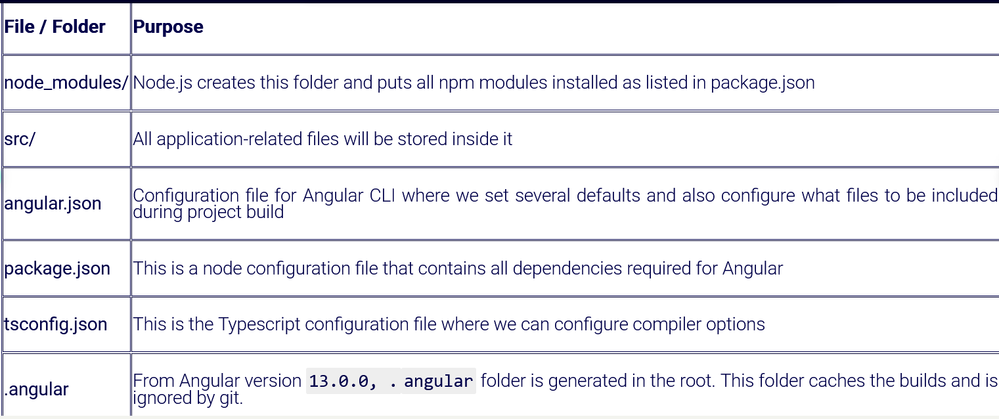 File / Folder Purpose
node_modules/ Node.js creates this folder and puts all npm modules installed as listed in package.json
src/ All application-related files will be stored inside it
angular.json Configuration file for Angular CLI where we set several defaults and also configure what files to be included
during project build
package.json This is a node configuration file that contains all dependencies required for Angular
tsconfig.json This is the Typescript configuration file where we can configure compiler options
.angular From Angular version 13.0.0, . angular folder is generated in the root. This folder caches the builds and is
ignored by git.